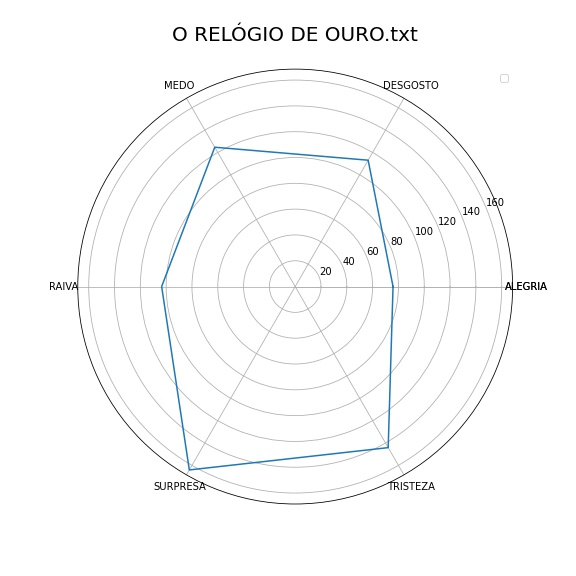 O RELÓGIO DE OURO.txt
MEDO
DESGOSTO
160
140
120
100
80
60
40
20
RAIVA
ALEGRIA
SURPRESA
TRISTEZA